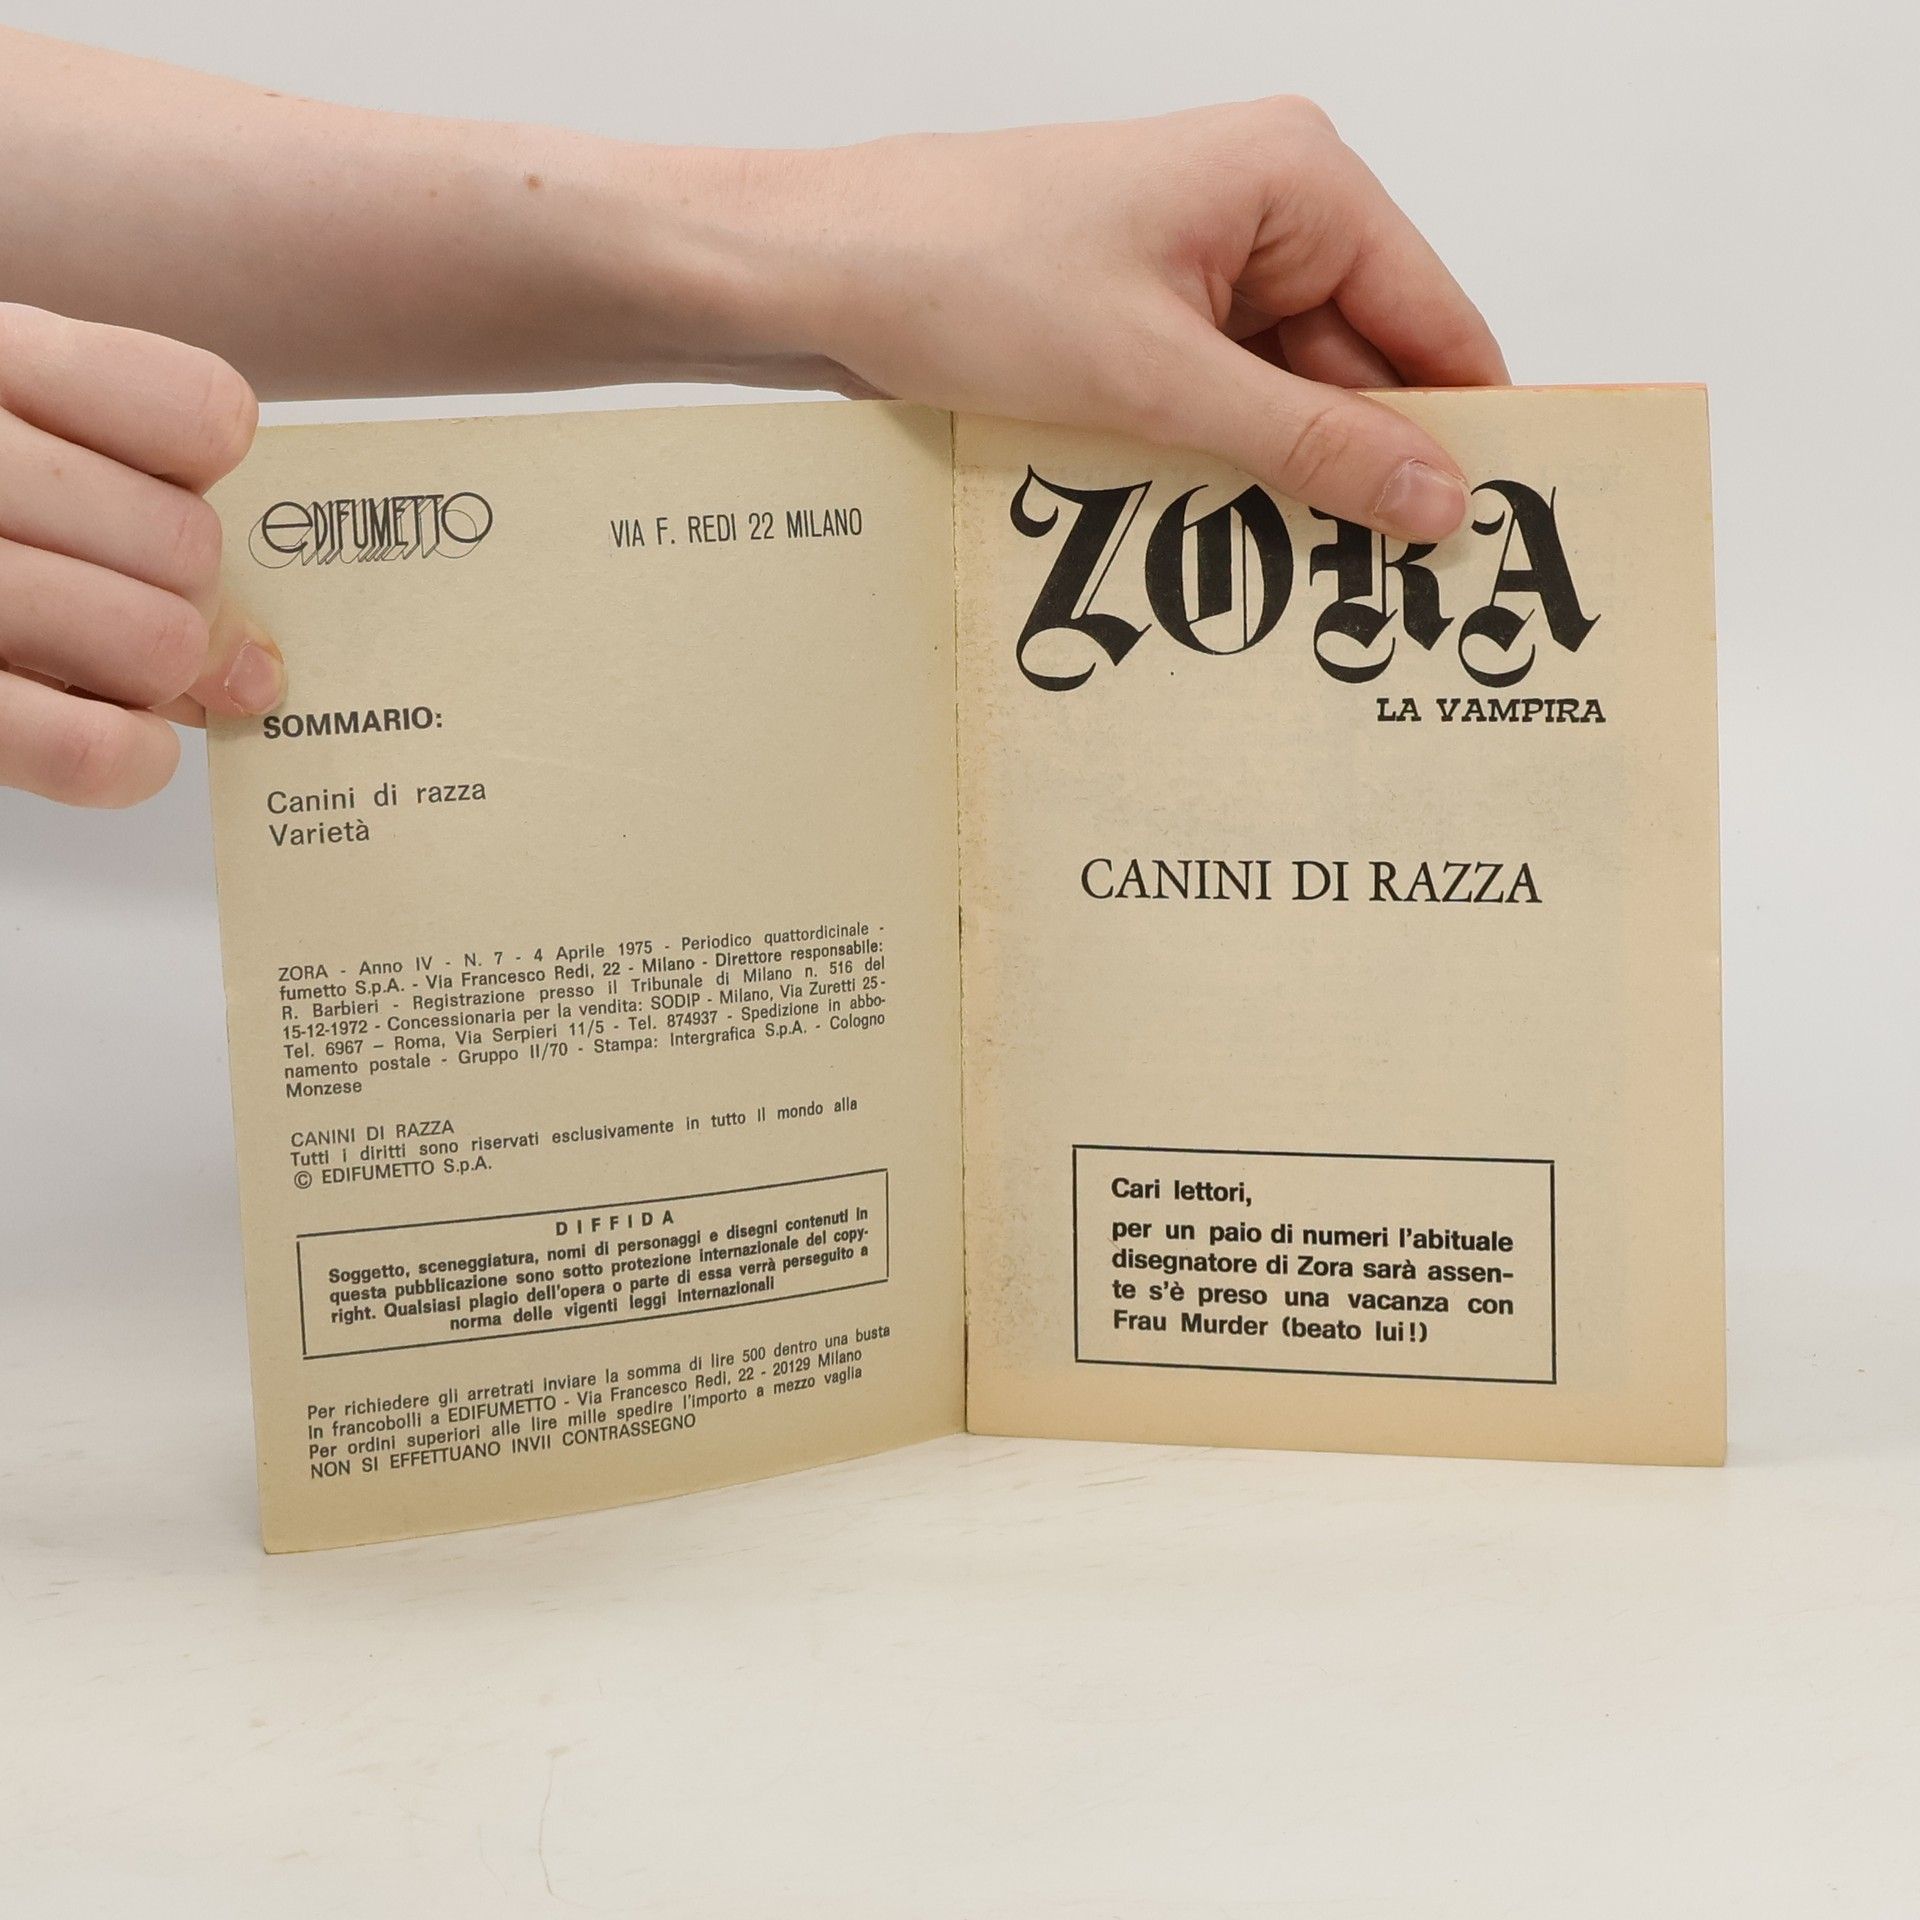 EDIFUMETTO
VIA F. REDI 22 MILANO
SOMMARIO:
Canini di razza
Varietà
ZORA - Anno IV - N. 7 - 4 Aprile 1975 - Periodico quattordicinale -
fumetto S.p.A. - Via Francesco Redi, 22 - Milano - Direttore responsabile:
R. Barbieri - Registrazione presso il Tribunale di Milano n. 516 del
15-12-1972 - Concessionaria per la vendita: SODIP - Milano, Via Zuretti 25-
Tel. 6967 – Roma, Via Serpieri 11/5 - Tel. 874937 - Spedizione in abbo-
namento postale - Gruppo II/70 - Stampa: Intergrafica S.p.A. - Cologno
Monzese
CANINI DI RAZZA
Tutti i diritti sono riservati esclusivamente in tutto il mondo alla
© EDIFUMETTO S.p.A.
DIFFIDA
Soggetto, sceneggiatura, nomi di personaggi e disegni contenuti in
questa pubblicazione sono sotto protezione internazionale del copy-
right. Qualsiasi plagio dell'opera o parte di essa verrà perseguito a
norma delle vigenti leggi internazionali
Per richiedere gli arretrati inviare la somma di lire 500 dentro una busta
In francobolli a EDIFUMETTO - Via Francesco Redi, 22 - 20129 Milano
Per ordini superiori alle lire mille spedire l'importo a mezzo vaglia
NON SI EFFETTUANO INVII CONTRASSEGNO
ZORA
LA VAMPIRA
CANINI DI RAZZA
Cari lettori,
per un paio di numeri l'abituale
disegnatore di Zora sarà assen-
te s'è preso una vacanza con
Frau Murder (beato lui!)